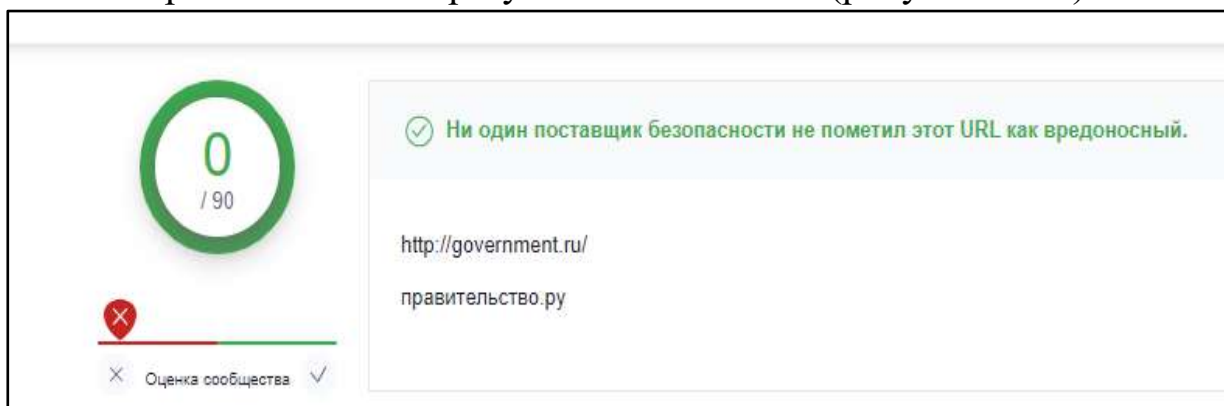 Ни один поставщик безопасности не пометил этот URL как вредоносный.
0
/ 90
http://government.ru/
правительство.ру
Оценка сообщества